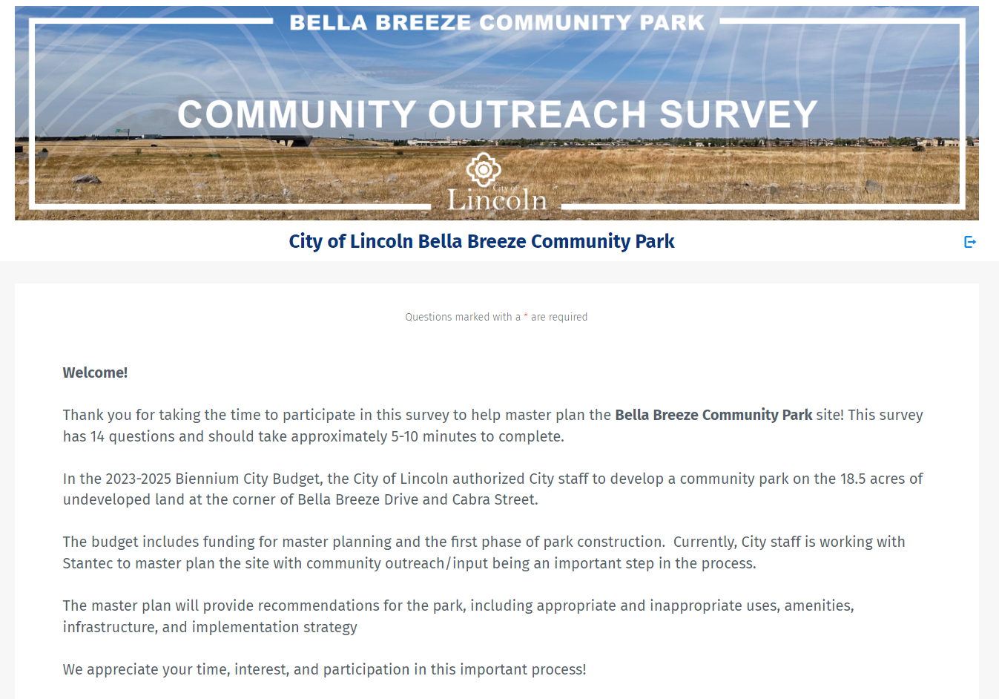 BELLA BREEZE COMMUNITY PARK
COMMUNITY OUTREACH SURVEY
City of
Lincoln
City of Lincoln Bella Breeze Community Park
Questions marked with a * are required
Welcome!
Thank you for taking the time to participate in this survey to help master plan the Bella Breeze Community Park site! This survey
has 14 questions and should take approximately 5-10 minutes to complete.
In the 2023-2025 Biennium City Budget, the City of Lincoln authorized City staff to develop a community park on the 18.5 acres of
undeveloped land at the corner of Bella Breeze Drive and Cabra Street.
The budget includes funding for master planning and the first phase of park construction.  Currently, City staff is working with
Stantec to master plan the site with community outreach/input being an important step in the process.
The master plan will provide recommendations for the park, including appropriate and inappropriate uses, amenities,
infrastructure, and implementation strategy
We appreciate your time, interest, and participation in this important process!